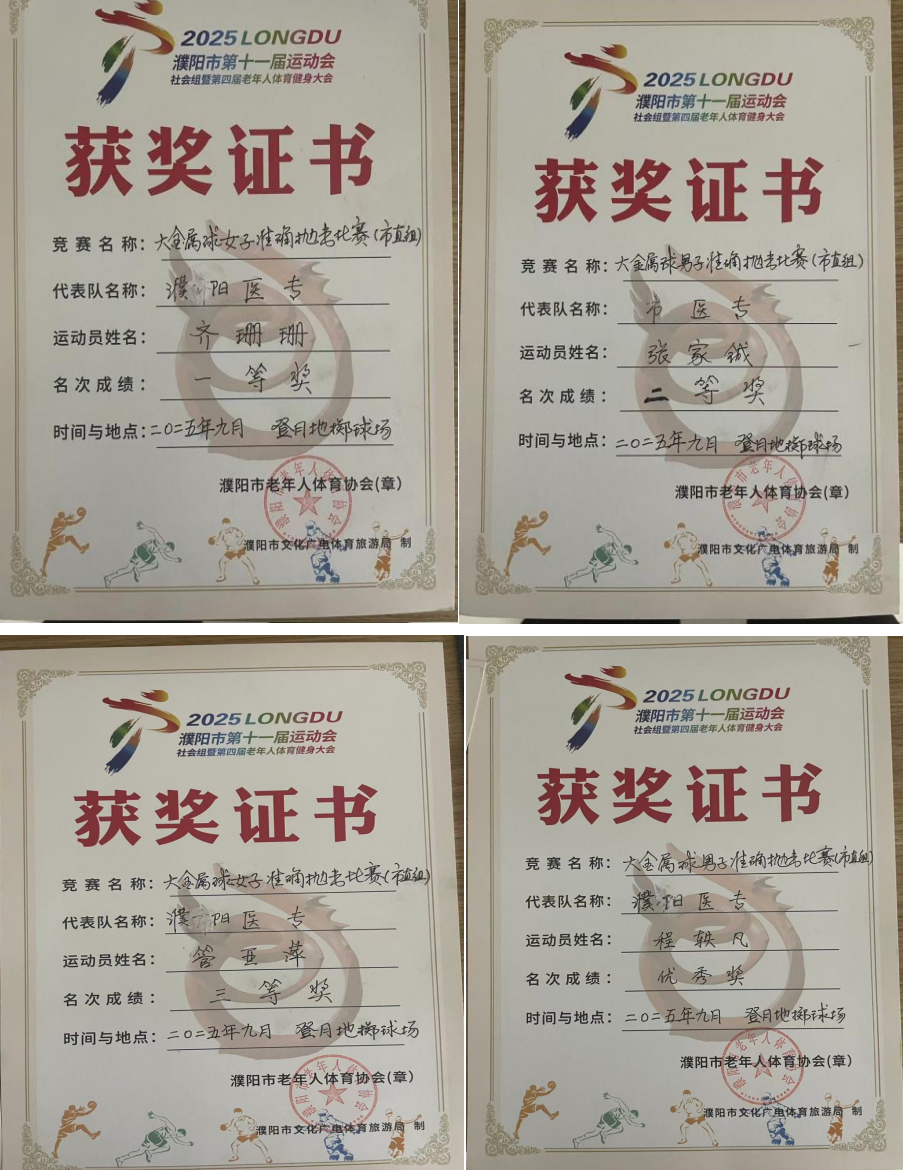 2025 LONGDU
濮阳市第十一届运动会
社会组暨第四届老年人体育健身大会
获奖证书
竞赛名称：大金属球女子准确抛击比赛（市直组）
代表队名称：濮阳医专
运动员姓名：齐珊珊
名次成绩：一等奖
时间与地点：二〇二五年九月 登月地掷球场
濮阳市老年人体育协会(章)
濮阳市文化广电体育旅游局 制
2025 LONGDU
濮阳市第十一届运动会
社会组暨第四届老年人体育健身大会
获奖证书
竞赛名称：大金属球男子准确抛击比赛（市直组）
代表队名称：市医专
运动员姓名：张家铖
名次成绩：二等奖
时间与地点：二〇二五年九月 登月地掷球场
濮阳市老年人体育协会(章)
濮阳市文化广电体育旅游局 制
2025 LONGDU
濮阳市第十一届运动会
社会组暨第四届老年人体育健身大会
获奖证书
竞赛名称：大金属球女子准确抛击比赛（市直组）
代表队名称：濮阳医专
运动员姓名：管亚萍
名次成绩：三等奖
时间与地点：二〇二五年九月 登月地掷球场
濮阳市老年人体育协会(章)
濮阳市文化广电体育旅游局 制
2025 LONGDU
濮阳市第十一届运动会
社会组暨第四届老年人体育健身大会
获奖证书
竞赛名称：大金属球男子准确抛击比赛（市直组）
代表队名称：濮阳医专
运动员姓名：程轶凡
名次成绩：优秀奖
时间与地点：二〇二五年九月 登月地掷球场
濮阳市老年人体育协会(章)
濮阳市文化广电体育旅游局 制